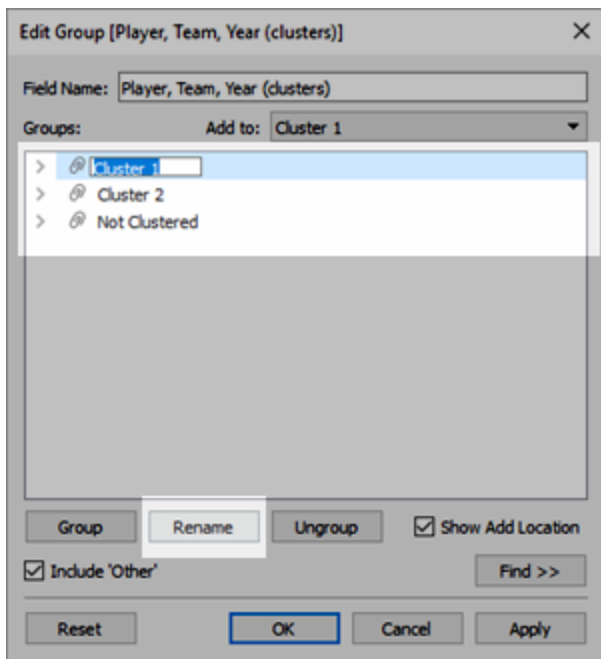 Edit Group [Player, Team, Year (clusters)]
Field Name: Player, Team, Year (clusters)
Groups: Add to: Cluster 1
Cluster 1
Cluster 2
Not Clustered
Group Rename Ungroup Show Add Location
Include 'Other' Find >>
Reset OK Cancel Apply